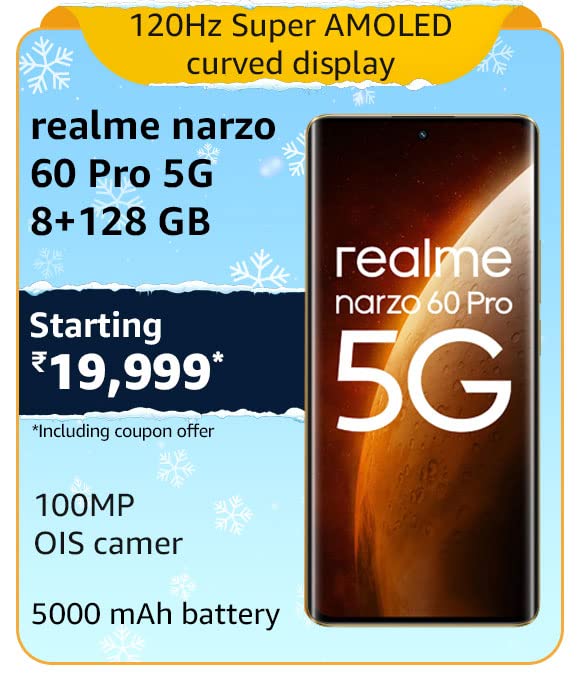 120Hz Super AMOLED
curved display
realme narzo
60 Pro 5G
8+128 GB
Starting
₹19,999*
*Including coupon offer
100MP
OIS camer
5000 mAh battery
realme
narzo 60 Pro
5G